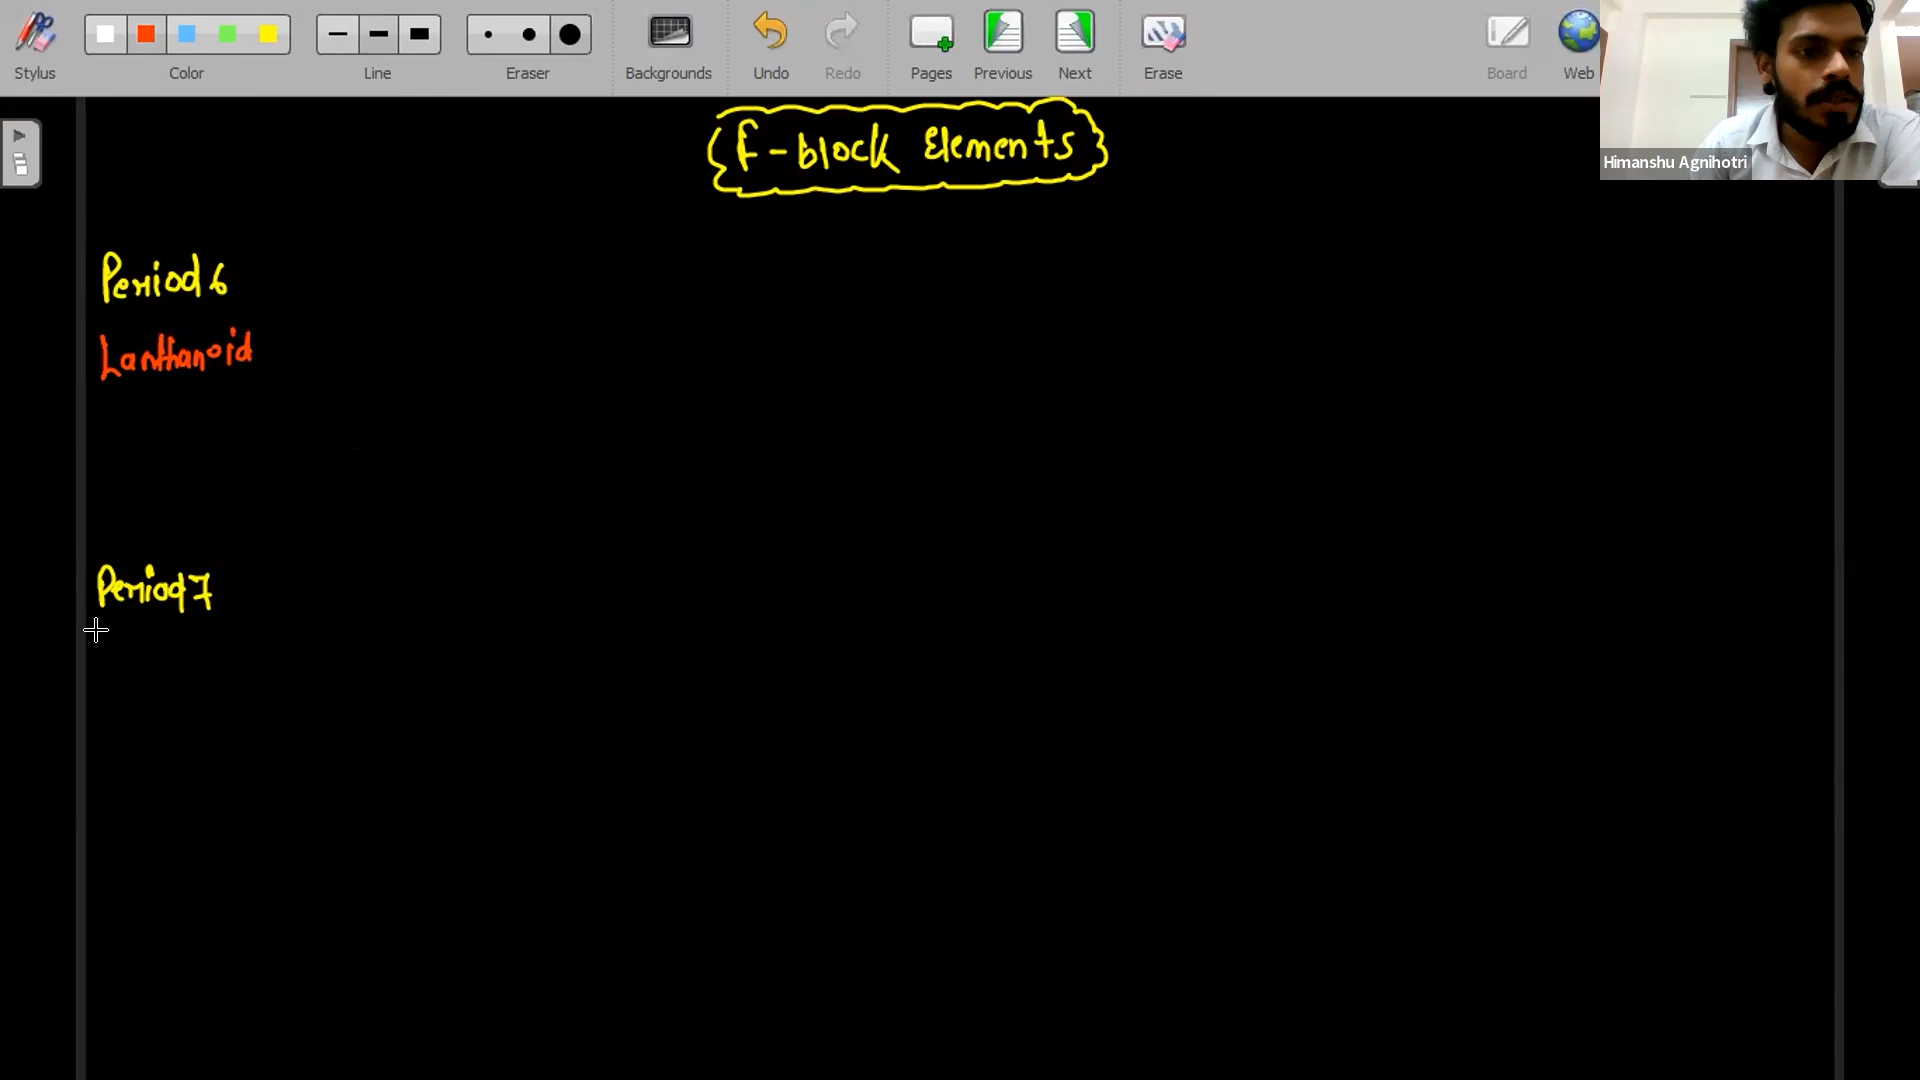 Stylus Color Line Eraser Backgrounds Undo Redo Pages Previous Next Erase Board Web
Himanshu Agnihotri
F-block Elements
Period 6
Lanthanoid
Period 7